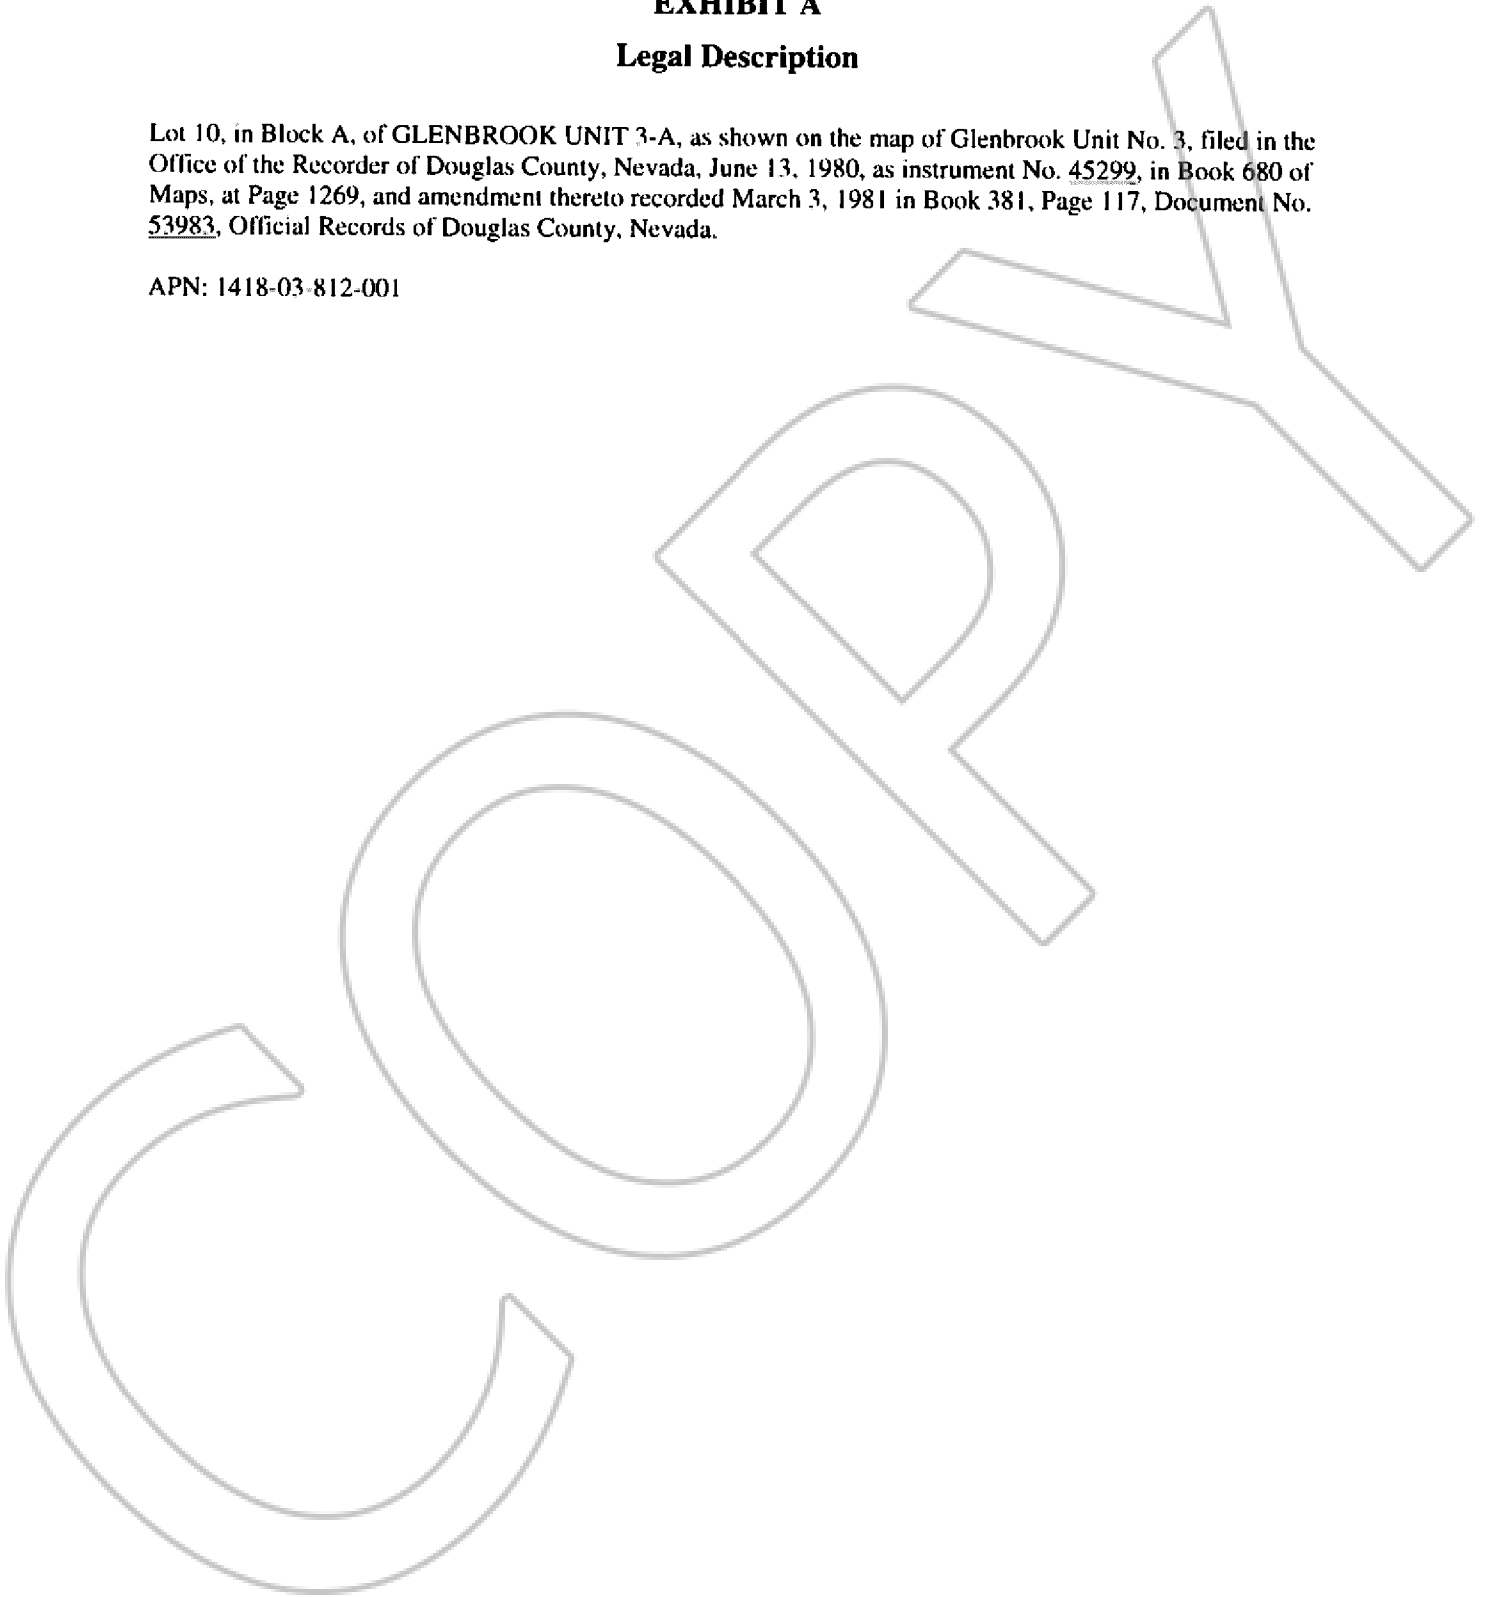 EXHIBIT A
Legal Description
Lot 10, in Block A, of GLENBROOK UNIT 3-A, as shown on the map of Glenbrook Unit No. 3, filed in the
Office of the Recorder of Douglas County, Nevada, June 13, 1980, as instrument No. 45299, in Book 680 of
Maps, at Page 1269, and amendment thereto recorded March 3, 1981 in Book 381, Page 117, Document No.
53983, Official Records of Douglas County, Nevada.
APN: 1418-03-812-001
COPY